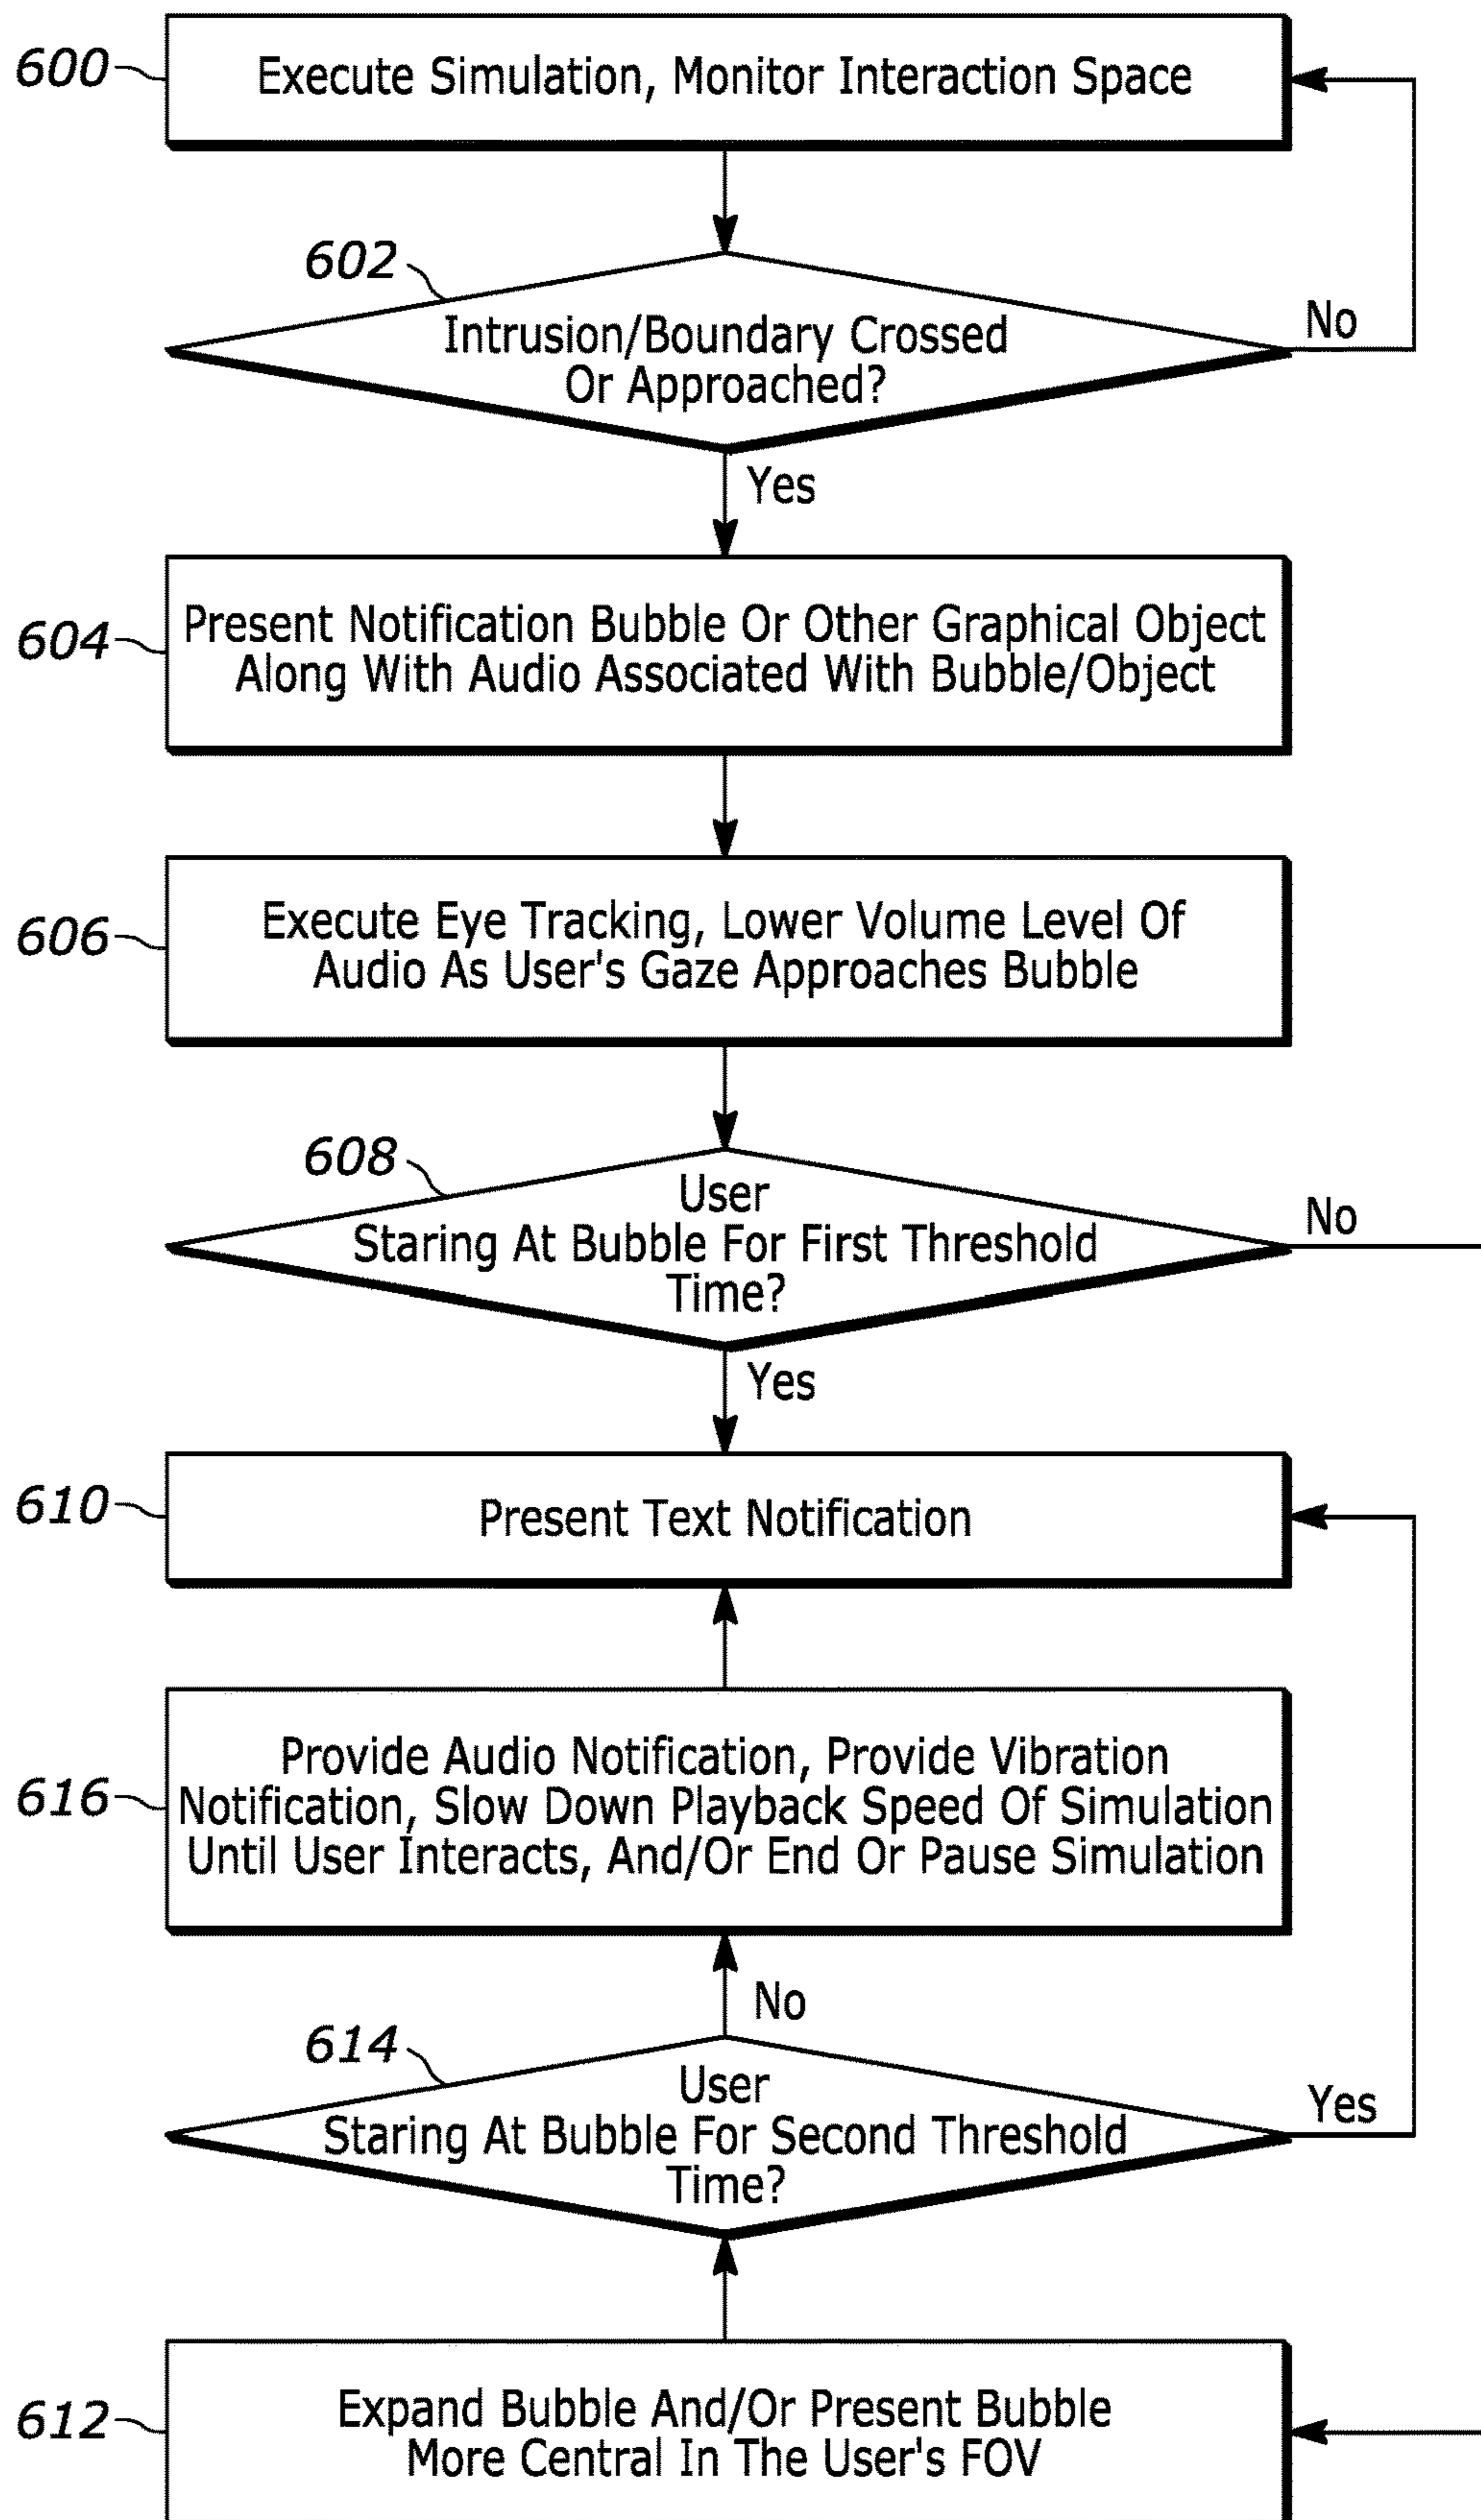 600
Execute Simulation, Monitor Interaction Space
602
Intrusion/Boundary Crossed
Or Approached?
No
Yes
604
Present Notification Bubble Or Other Graphical Object
Along With Audio Associated With Bubble/Object
606
Execute Eye Tracking, Lower Volume Level Of
Audio As User's Gaze Approaches Bubble
608
User
Staring At Bubble For First Threshold
Time?
No
Yes
610
Present Text Notification
616
Provide Audio Notification, Provide Vibration
Notification, Slow Down Playback Speed Of Simulation
Until User Interacts, And/Or End Or Pause Simulation
No
614
User
Staring At Bubble For Second Threshold
Time?
Yes
612
Expand Bubble And/Or Present Bubble
More Central In The User's FOV